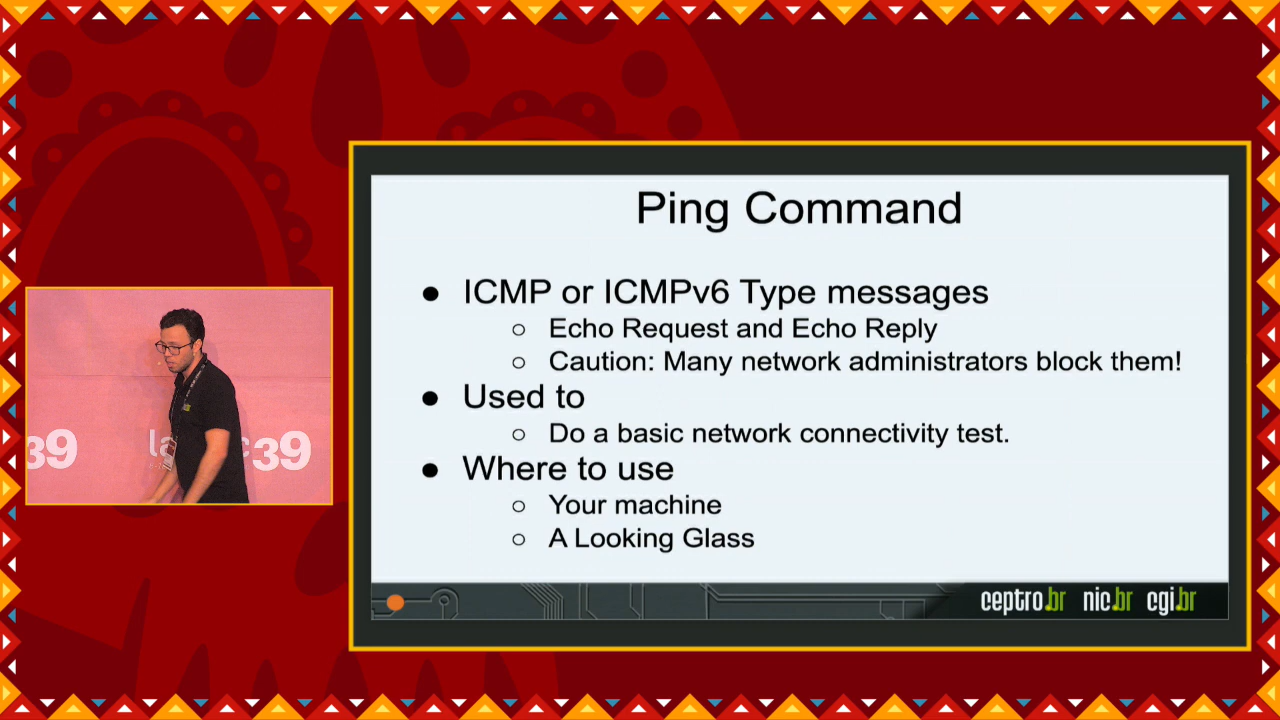 Ping Command
● ICMP or ICMPv6 Type messages
○ Echo Request and Echo Reply
○ Caution: Many network administrators block them!
● Used to
○ Do a basic network connectivity test.
● Where to use
○ Your machine
○ A Looking Glass
ceptro.br nic.br cgi.br
39
39